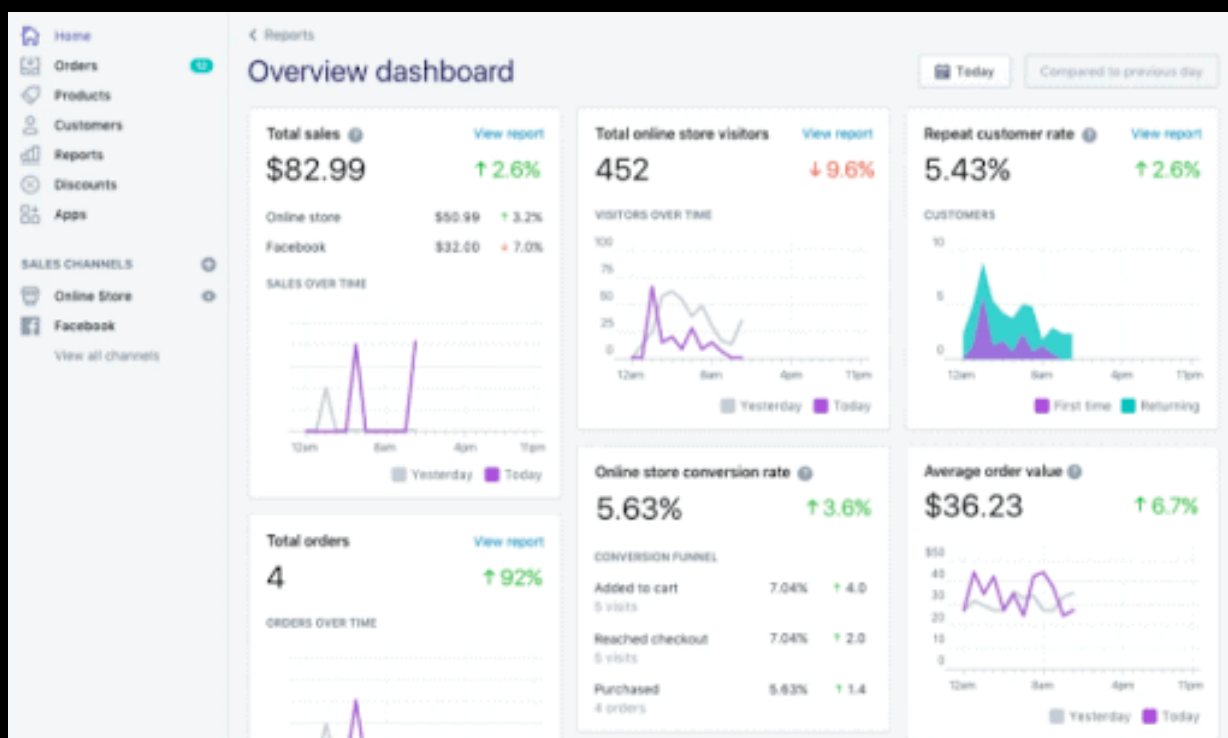 Home
Orders 12
Products
Customers
Reports
Discounts
Apps
SALES CHANNELS
Online Store
Facebook
View all channels
Reports
Overview dashboard
Today
Compared to previous day
Total sales ? View report
$82.99 ↑ 2.6%
Online store $50.99 ↑ 3.2%
Facebook $32.00 ↓ 7.0%
SALES OVER TIME
12am 8am 4pm 11pm
Yesterday Today
Total orders View report
4 ↑ 92%
ORDERS OVER TIME
Total online store visitors View report
452 ↓ 9.6%
VISITORS OVER TIME
100
75
50
25
0
12am 8am 4pm 11pm
Yesterday Today
Online store conversion rate ?
5.63% ↑ 3.6%
CONVERSION FUNNEL
Added to cart 7.04% ↑ 4.0
5 visits
Reached checkout 7.04% ↑ 2.0
5 visits
Purchased 5.63% ↑ 1.4
4 orders
Repeat customer rate ? View report
5.43% ↑ 2.6%
CUSTOMERS
10
5
0
12am 8am 4pm 11pm
First time Returning
Average order value ?
$36.23 ↑ 6.7%
$50
40
30
20
10
0
12am 8am 4pm 11pm
Yesterday Today